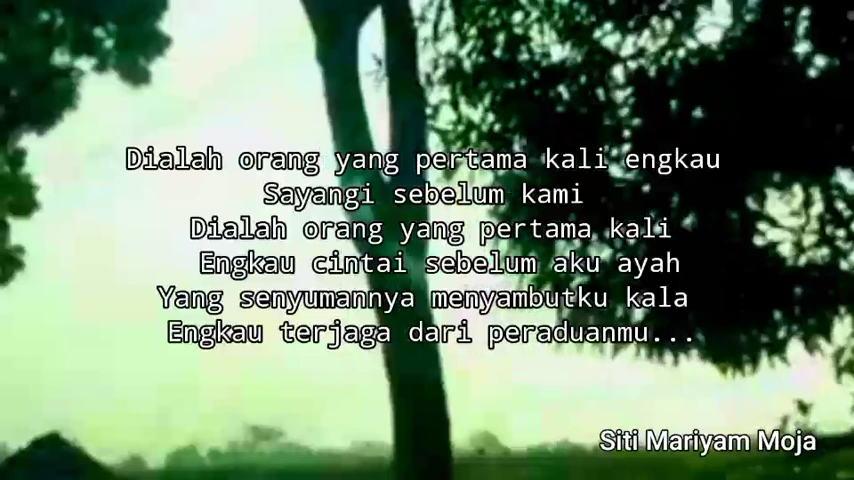 Dialah orang yang pertama kali engkau
Sayangi sebelum kami
Dialah orang yang pertama kali
Engkau cintai sebelum aku ayah
Yang senyumannya menyambutku kala
Engkau terjaga dari peraduanmu...
Siti Mariyam Moja